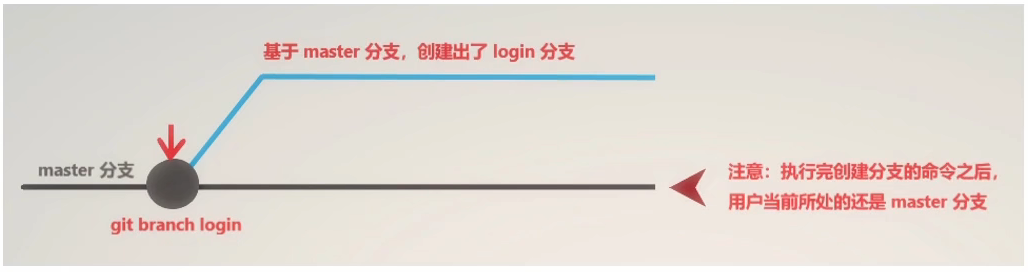 基于 master 分支，创建出了 login 分支
master 分支
git branch login
注意：执行完创建分支的命令之后，
用户当前所处的还是 master 分支